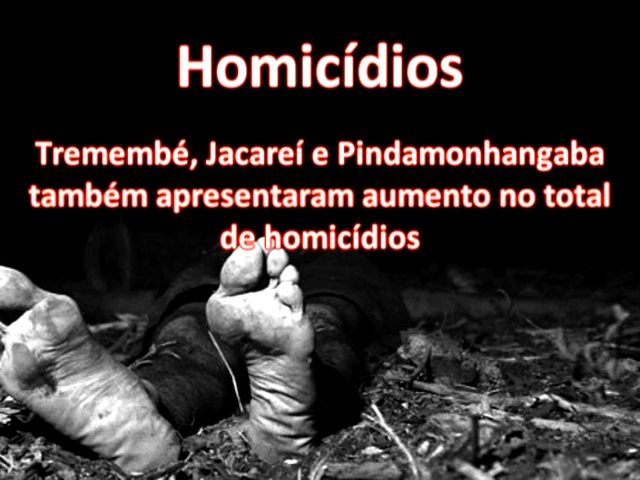 Homicídios
Tremembé, Jacareí e Pindamonhangaba
também apresentaram aumento no total
de homicídios